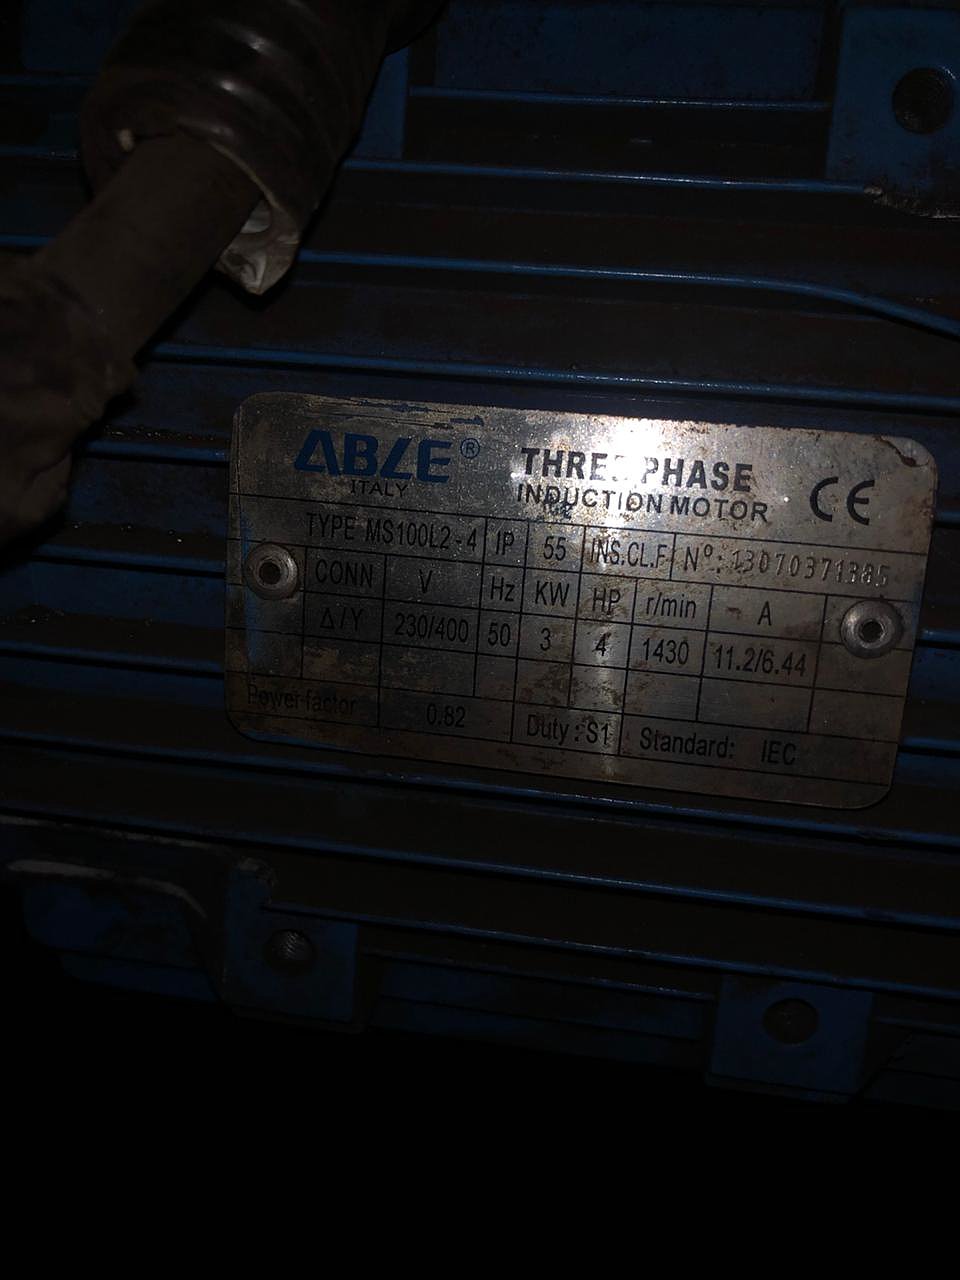 ABLE®
ITALY
THREE PHASE
INDUCTION MOTOR
CE
TYPE MS100L2-4 IP 55 INS.CL.F Nº: 13070371385
CONN V Hz KW HP r/min A
Δ/Y 230/400 50 3 4 1430 11.2/6.44
Power factor 0.82 Duty: S1 Standard: IEC